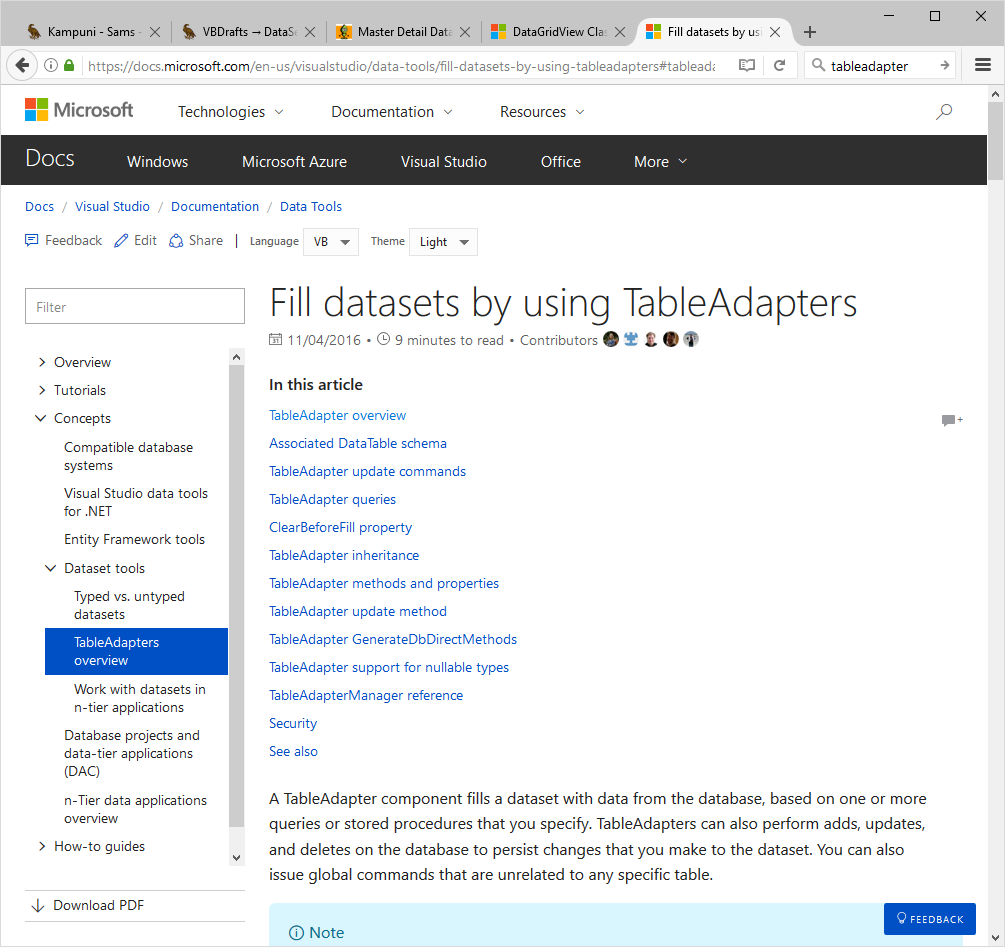 Kampuni - Sams -
VBDrafts → DataSe
Master Detail Data
DataGridView Clas
Fill datasets by usi
https://docs.microsoft.com/en-us/visualstudio/data-tools/fill-datasets-by-using-tableadapters#tableada
tableadapter
Microsoft
Technologies
Documentation
Resources
Docs
Windows
Microsoft Azure
Visual Studio
Office
More
Docs / Visual Studio / Documentation / Data Tools
Feedback
Edit
Share
|
Language
VB
Theme
Light
Filter
Overview
Tutorials
Concepts
Compatible database
systems
Visual Studio data tools
for .NET
Entity Framework tools
Dataset tools
Typed vs. untyped
datasets
TableAdapters
overview
Work with datasets in
n-tier applications
Database projects and
data-tier applications
(DAC)
n-Tier data applications
overview
How-to guides
Download PDF
Fill datasets by using TableAdapters
11/04/2016 • 9 minutes to read • Contributors
In this article
TableAdapter overview
Associated DataTable schema
TableAdapter update commands
TableAdapter queries
ClearBeforeFill property
TableAdapter inheritance
TableAdapter methods and properties
TableAdapter update method
TableAdapter GenerateDbDirectMethods
TableAdapter support for nullable types
TableAdapterManager reference
Security
See also
A TableAdapter component fills a dataset with data from the database, based on one or more
queries or stored procedures that you specify. TableAdapters can also perform adds, updates,
and deletes on the database to persist changes that you make to the dataset. You can also
issue global commands that are unrelated to any specific table.
Note
FEEDBACK